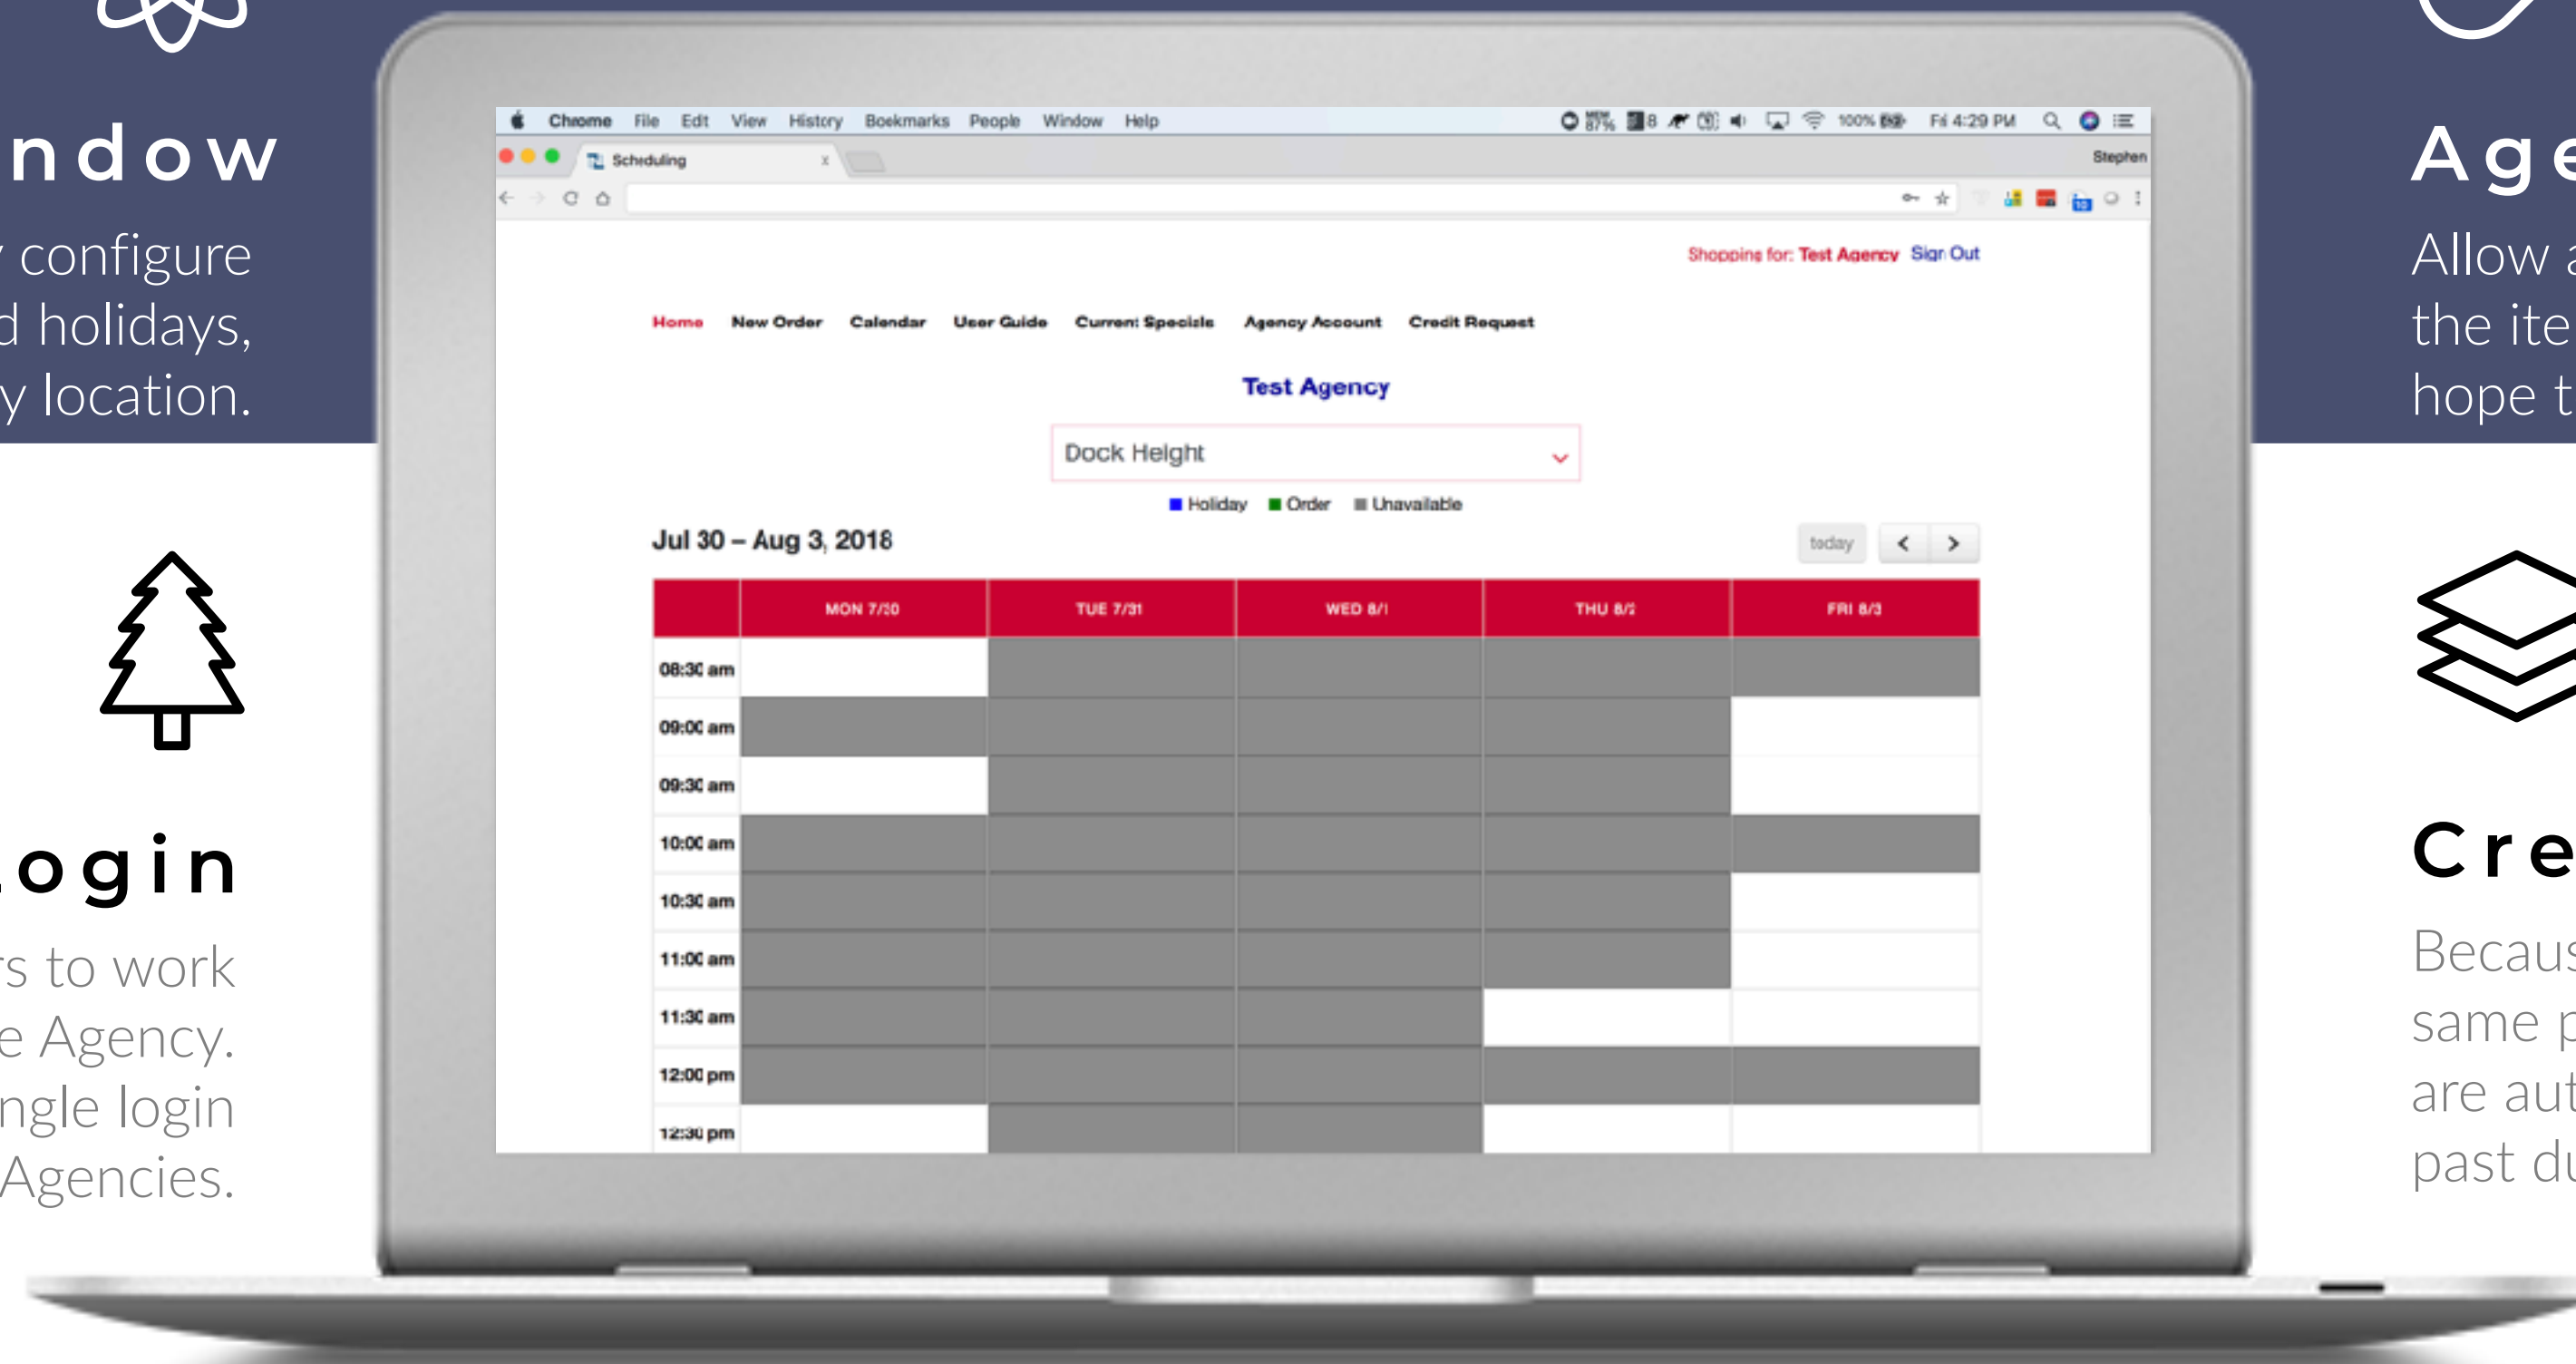 ndow
configure
d holidays,
y location.
ogin
rs to work
e Agency.
ngle login
Agencies.
Chrome File Edit View History Bookmarks People Window Help 87% 8 100% Fri 4:29 PM
Scheduling x Stephen
10
Shopping for: Test Agency Sign Out
Home New Order Calendar User Guide Current Specials Agency Account Credit Request
Test Agency
Dock Height
Holiday Order Unavailable
Jul 30 – Aug 3, 2018 today < >
MON 7/30 TUE 7/31 WED 8/1 THU 8/2 FRI 8/3
08:30 am
09:00 am
09:30 am
10:00 am
10:30 am
11:00 am
11:30 am
12:00 pm
12:30 pm
Age
Allow a
the ite
hope t
Cre
Becaus
same p
are aut
past du